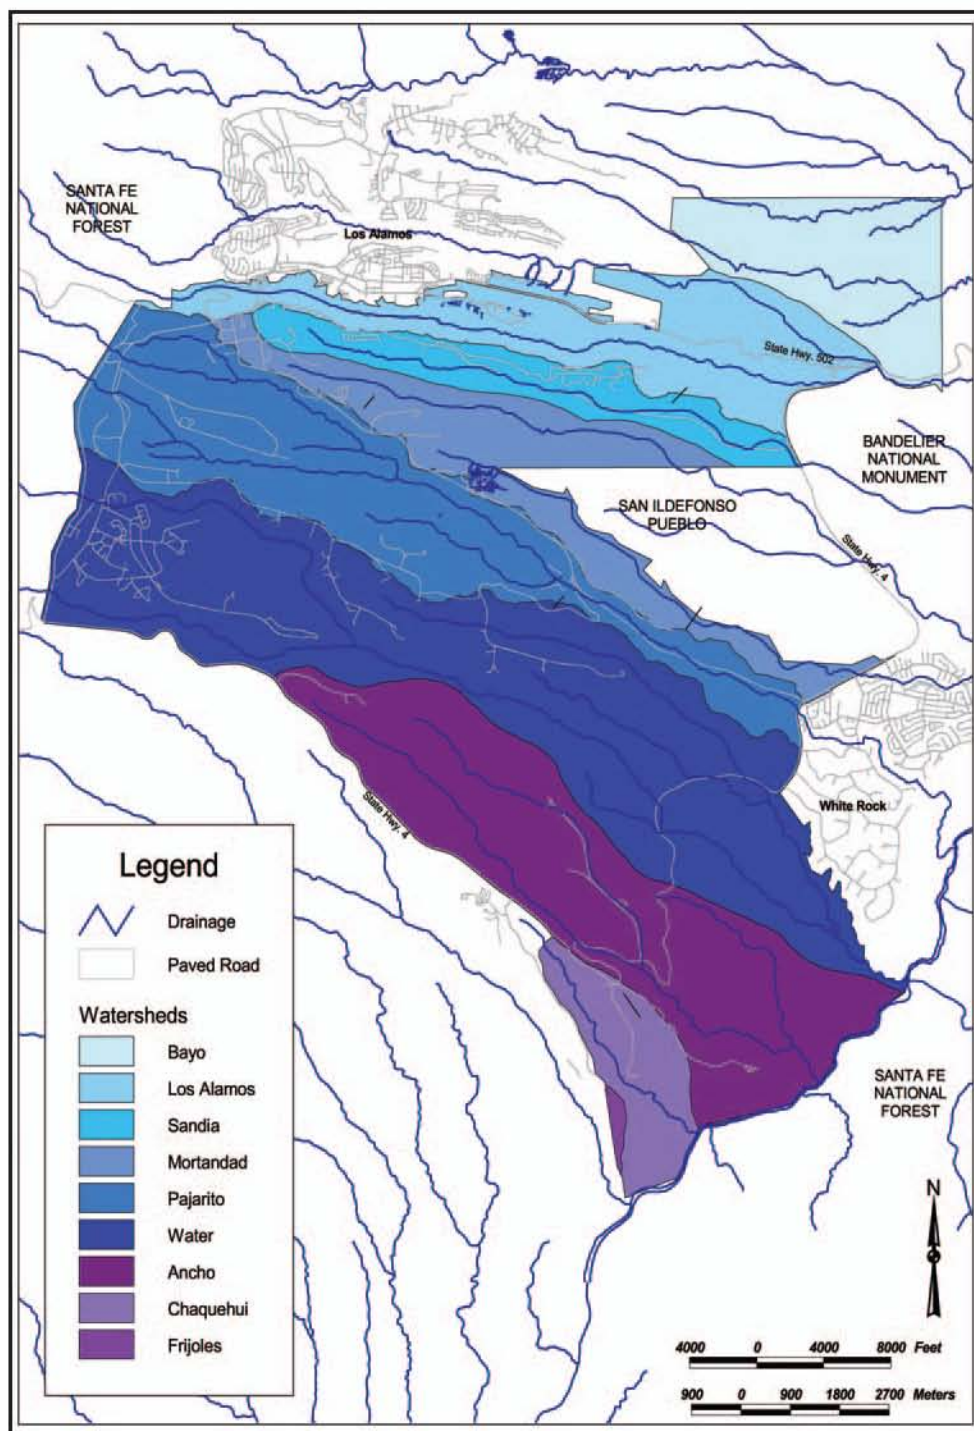 SANTA FE
NATIONAL
FOREST
Los Alamos
State Hwy. 502
BANDELIER
NATIONAL
MONUMENT
SAN ILDEFONSO
PUEBLO
State Hwy. 4
State Hwy. 4
White Rock
Legend
Drainage
Paved Road
Watersheds
Bayo
Los Alamos
Sandia
Mortandad
Pajarito
Water
Ancho
Chaquehui
Frijoles
SANTA FE
NATIONAL
FOREST
N
4000 0 4000 8000 Feet
900 0 900 1800 2700 Meters